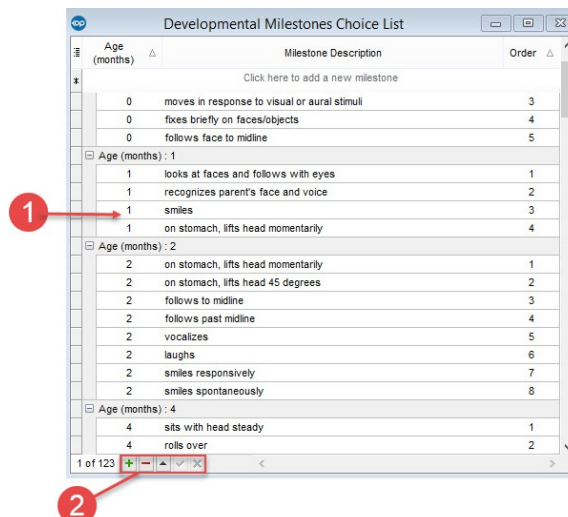 op Developmental Milestones Choice List
Age (months) Milestone Description Order
Click here to add a new milestone
0 moves in response to visual or aural stimuli 3
0 fixes briefly on faces/objects 4
0 follows face to midline 5
Age (months) : 1
1 looks at faces and follows with eyes 1
1 recognizes parent's face and voice 2
1 1 smiles 3
1 on stomach, lifts head momentarily 4
Age (months) : 2
2 on stomach, lifts head momentarily 1
2 on stomach, lifts head 45 degrees 2
2 follows to midline 3
2 follows past midline 4
2 vocalizes 5
2 laughs 6
2 smiles responsively 7
2 smiles spontaneously 8
Age (months) : 4
4 sits with head steady 1
4 rolls over 2
1 of 123
2